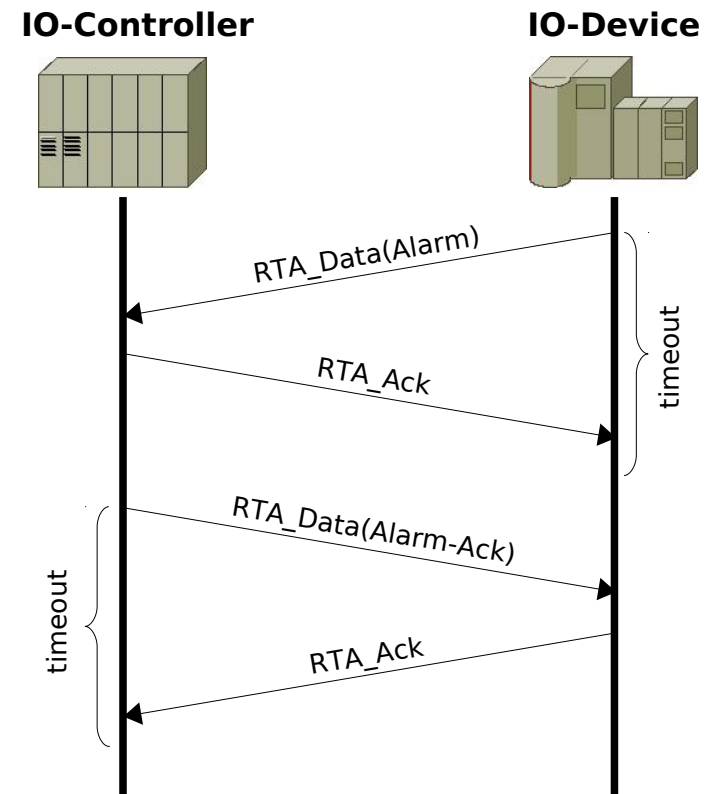 IO-Controller
IO-Device
RTA_Data(Alarm)
RTA_Ack
timeout
RTA_Data(Alarm-Ack)
timeout
RTA_Ack